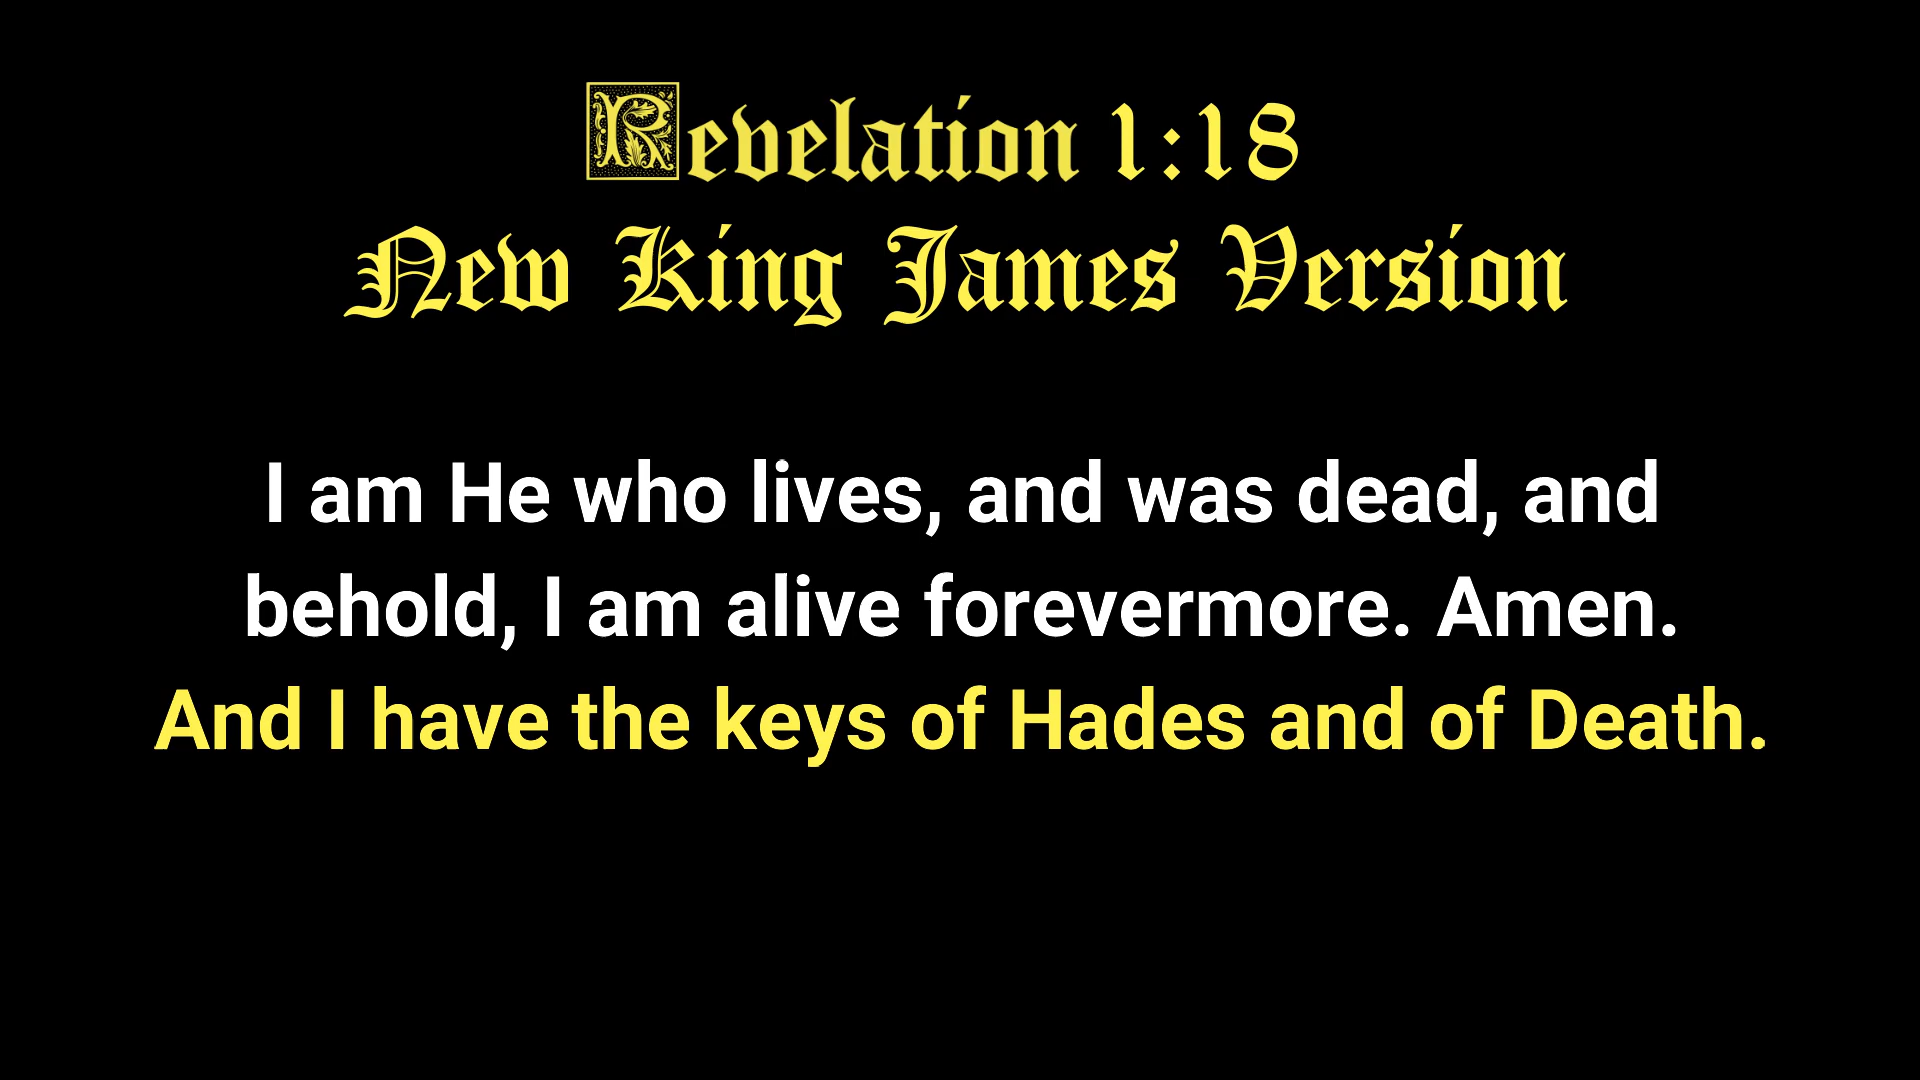 Revelation 1:18
New King James Version
I am He who lives, and was dead, and
behold, I am alive forevermore. Amen.
And I have the keys of Hades and of Death.